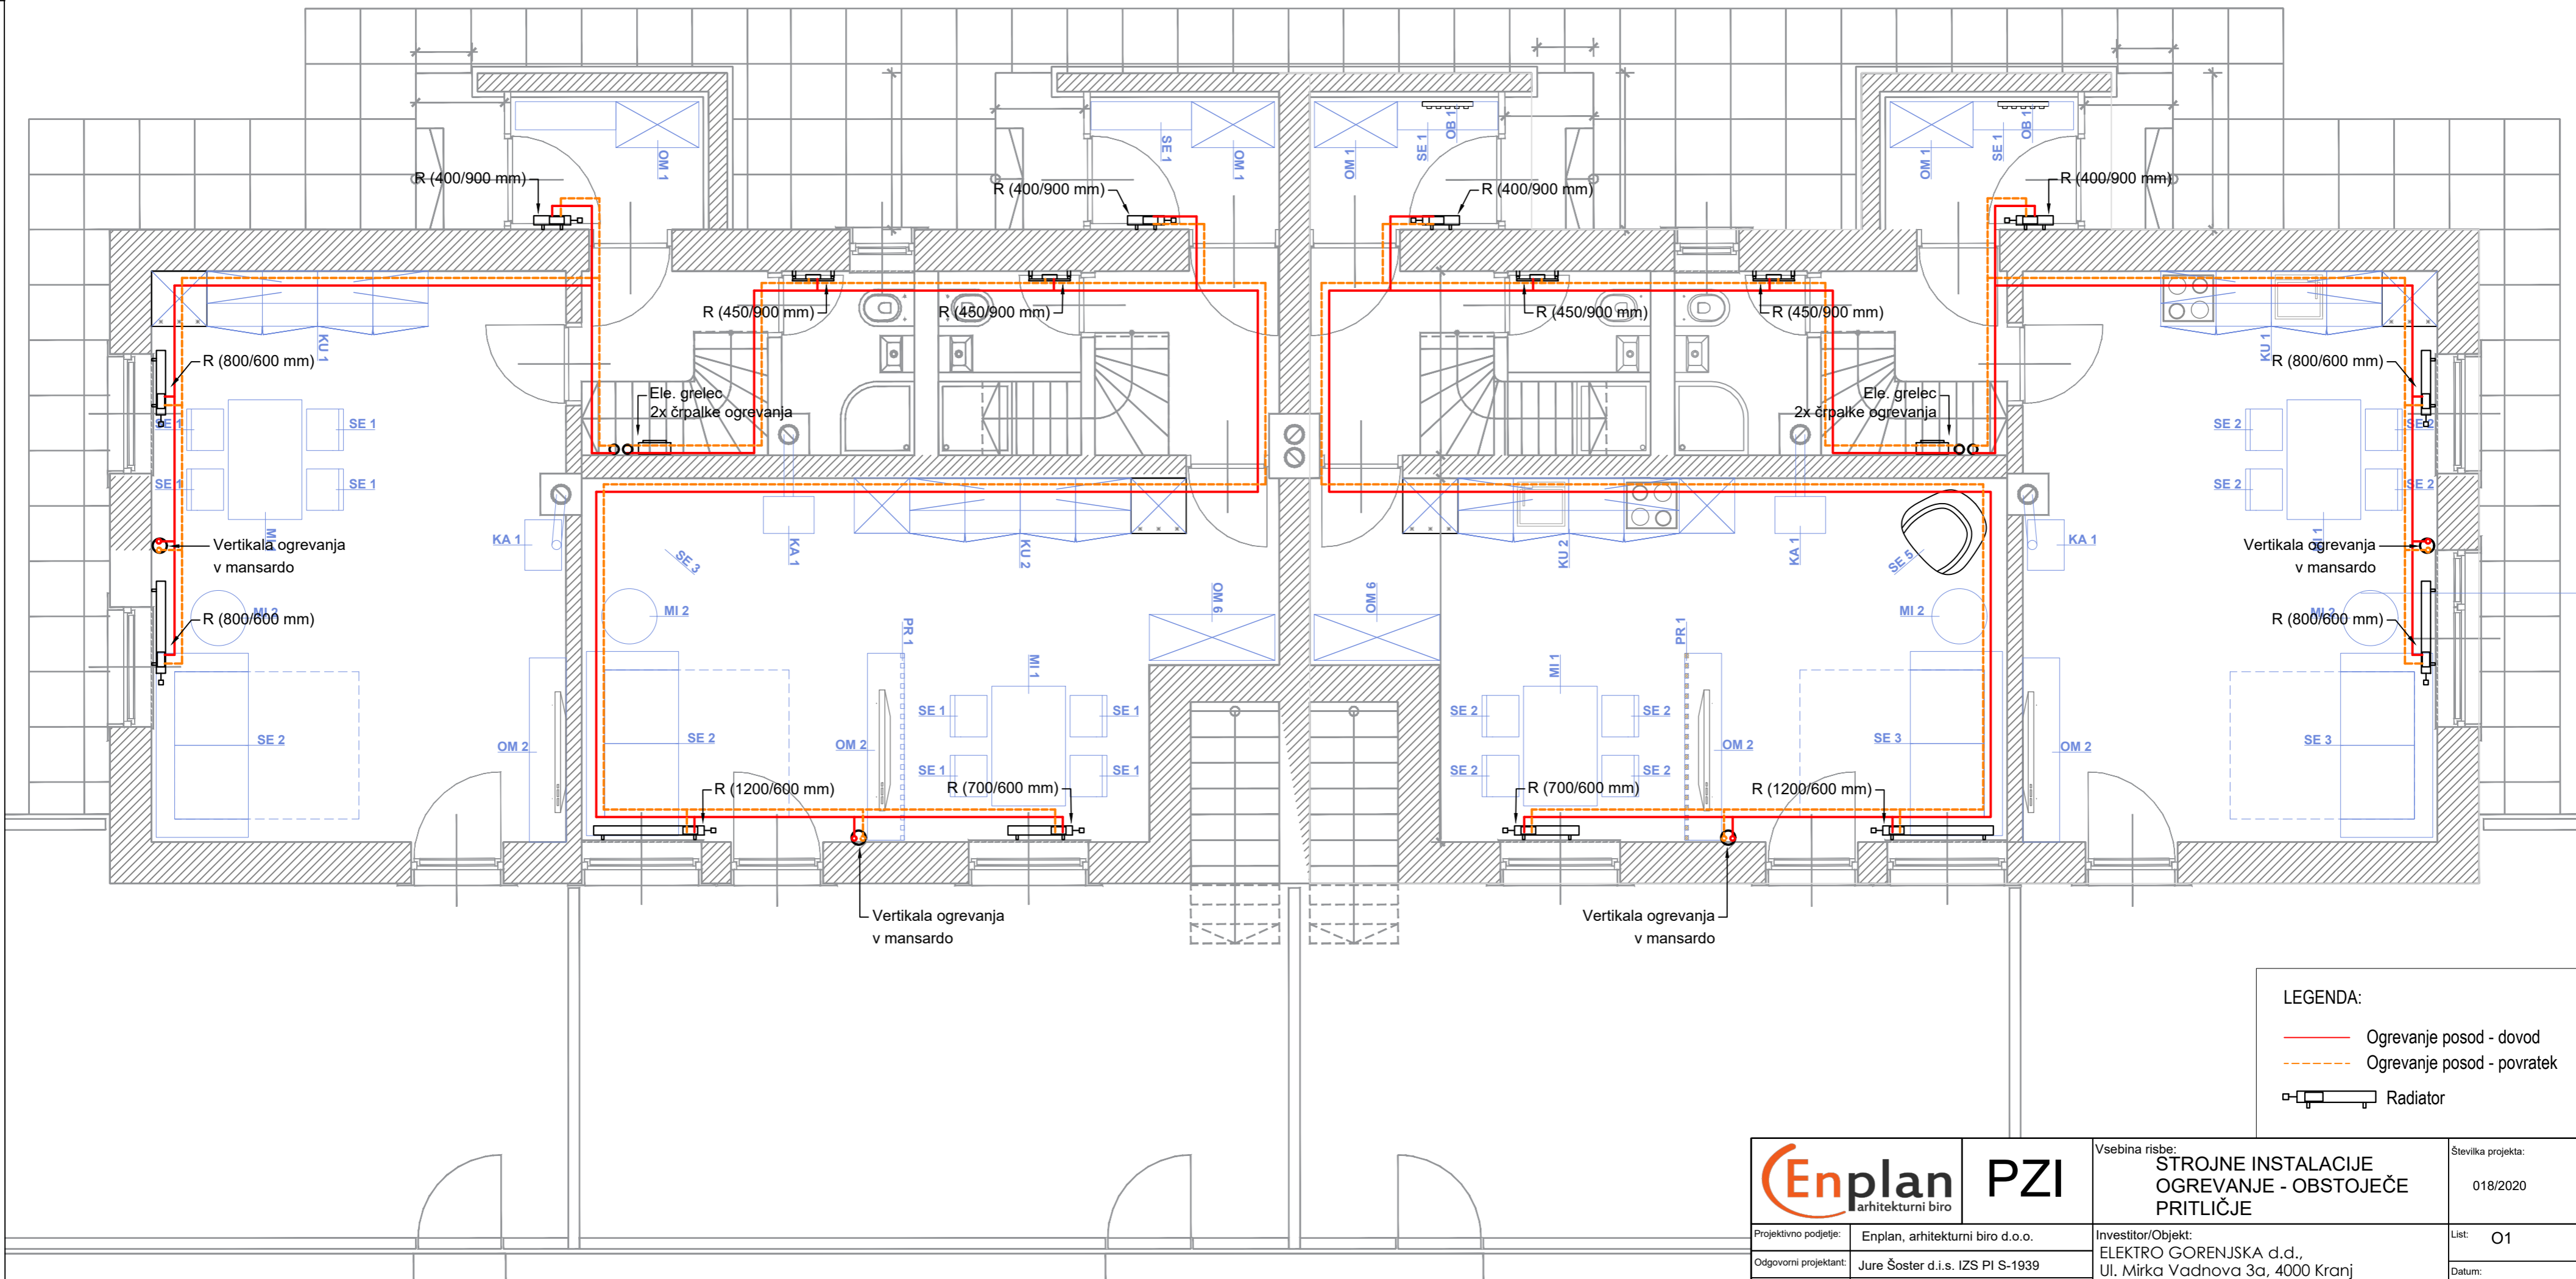 OM 1
SE 1
OM 1
OM 1
SE 1
OB 1
OM 1
SE 1
OB 1
R (400/900 mm)
R (400/900 mm)
R (400/900 mm)
R (400/900 mm)
R (450/900 mm)
R (450/900 mm)
R (450/900 mm)
R (450/900 mm)
KU 1
KU 1
R (800/600 mm)
R (800/600 mm)
Ele. grelec
2x črpalke ogrevanja
Ele. grelec
2x črpalke ogrevanja
SE 1
SE 1
SE 2
SE 2
SE 1
SE 1
SE 2
SE 2
MI 1
KA 1
SE 3
KA 1
KU 2
KU 2
KA 1
SE 5
KA 1
MI 1
Vertikala ogrevanja
v mansardo
Vertikala ogrevanja
v mansardo
MI 2
R (800/600 mm)
MI 2
OM 6
OM 6
MI 2
MI 2
R (800/600 mm)
PR 1
MI 1
MI 1
PR 1
SE 1
SE 1
SE 2
SE 2
SE 2
OM 2
SE 2
OM 2
OM 2
SE 3
OM 2
SE 3
SE 1
SE 1
SE 2
SE 2
R (1200/600 mm)
R (700/600 mm)
R (700/600 mm)
R (1200/600 mm)
Vertikala ogrevanja
v mansardo
Vertikala ogrevanja
v mansardo
LEGENDA:
Ogrevanje posod - dovod
Ogrevanje posod - povratek
Radiator
Enplan
arhitekturni biro
PZI
Vsebina risbe:
STROJNE INSTALACIJE
OGREVANJE - OBSTOJEČE
PRITLIČJE
Številka projekta:
018/2020
Projektivno podjetje:
Enplan, arhitekturni biro d.o.o.
Investitor/Objekt:
ELEKTRO GORENJSKA d.d.,
Ul. Mirka Vadnova 3a, 4000 Kranj
List:
O1
Odgovorni projektant:
Jure Šoster d.i.s. IZS PI S-1939
Datum: